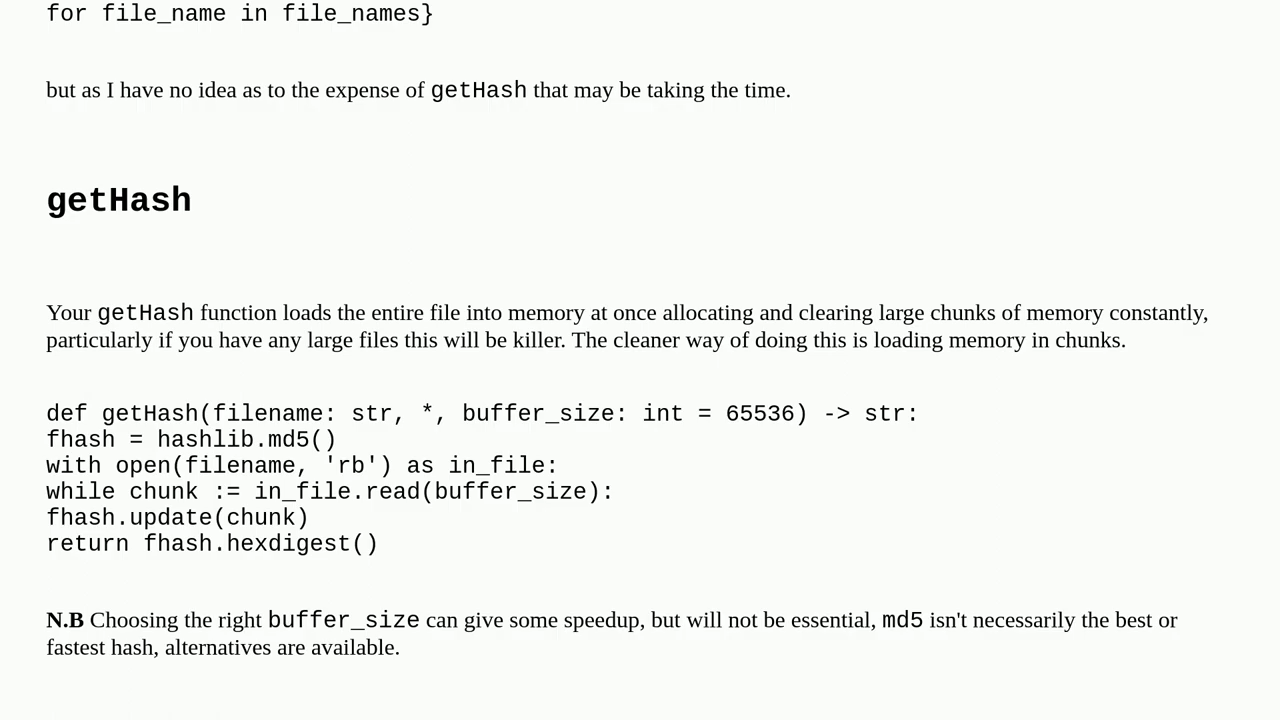 for file_name in file_names}
but as I have no idea as to the expense of getHash that may be taking the time.
getHash
Your getHash function loads the entire file into memory at once allocating and clearing large chunks of memory constantly,
particularly if you have any large files this will be killer. The cleaner way of doing this is loading memory in chunks.
def getHash(filename: str, *, buffer_size: int = 65536) -> str:
fhash = hashlib.md5()
with open(filename, 'rb') as in_file:
while chunk := in_file.read(buffer_size):
fhash.update(chunk)
return fhash.hexdigest()
N.B Choosing the right buffer_size can give some speedup, but will not be essential, md5 isn't necessarily the best or
fastest hash, alternatives are available.